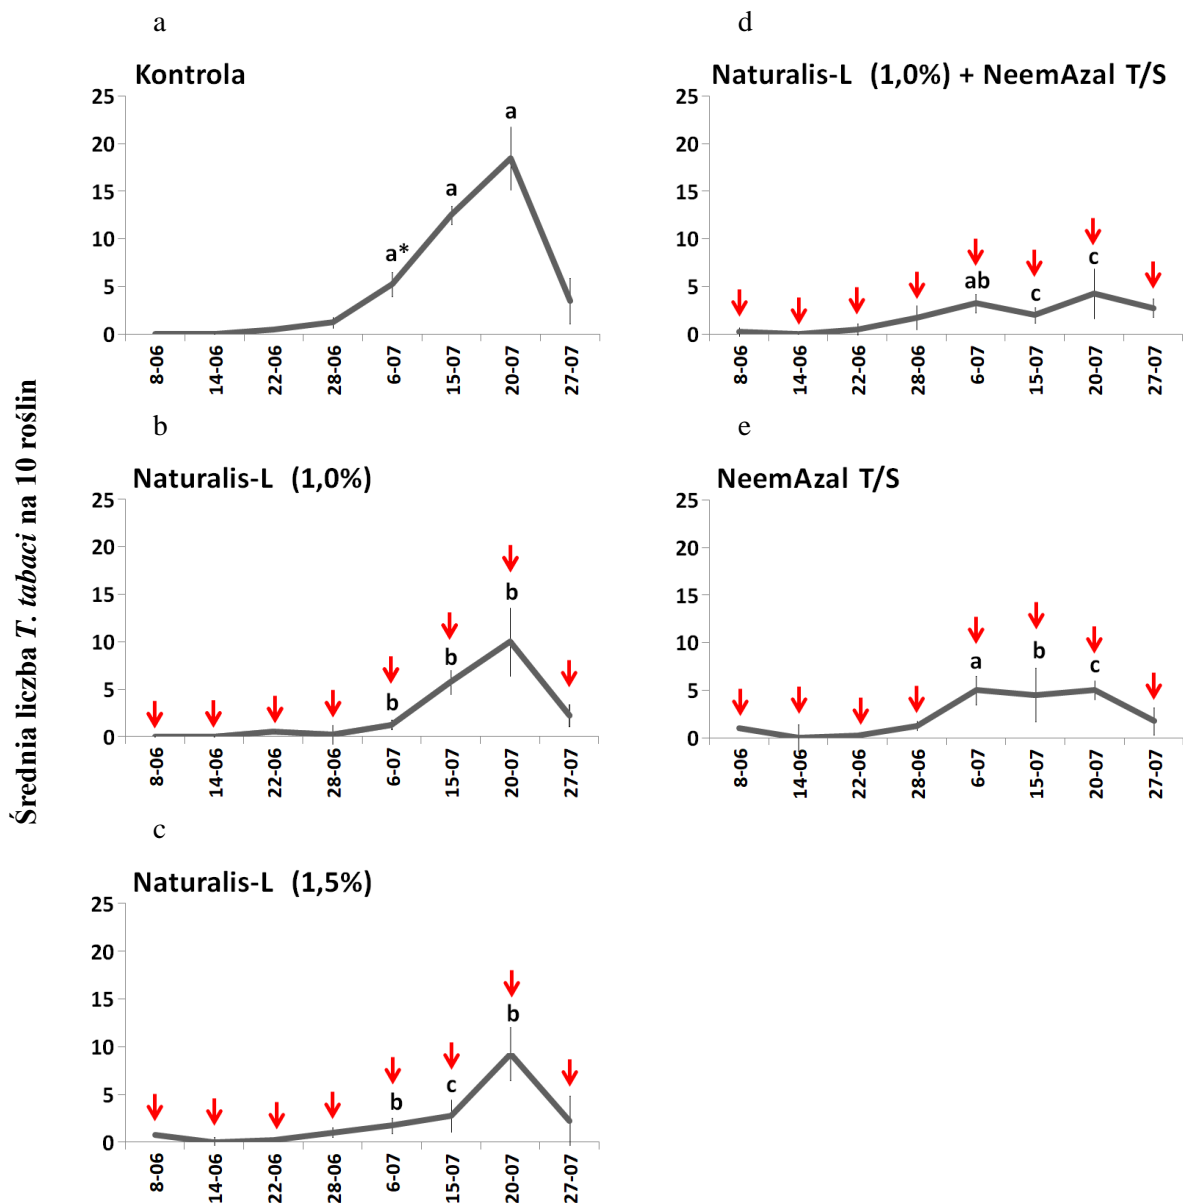 Średnia liczba T. tabaci na 10 roślin
a
Kontrola
25
20
15
10
5
0
a*
a
a
8-06
14-06
22-06
28-06
6-07
15-07
20-07
27-07
b
Naturalis-L (1,0%)
25
20
15
10
5
0
b
b
b
8-06
14-06
22-06
28-06
6-07
15-07
20-07
27-07
c
Naturalis-L (1,5%)
25
20
15
10
5
0
b
c
b
8-06
14-06
22-06
28-06
6-07
15-07
20-07
27-07
d
Naturalis-L (1,0%) + NeemAzal T/S
25
20
15
10
5
0
ab
c
c
8-06
14-06
22-06
28-06
6-07
15-07
20-07
27-07
e
NeemAzal T/S
25
20
15
10
5
0
a
b
c
8-06
14-06
22-06
28-06
6-07
15-07
20-07
27-07